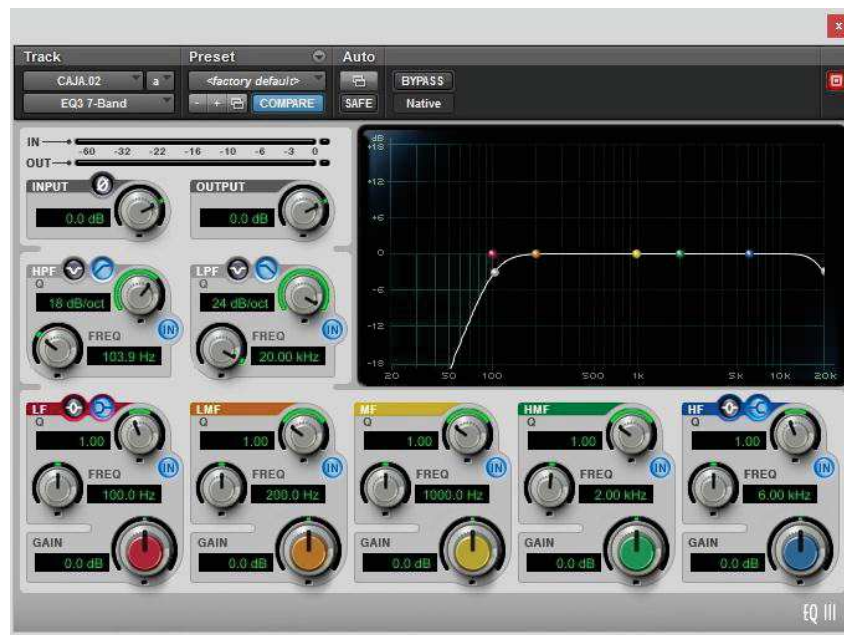 x
Track Preset Auto
CAJA.02 a <factory default> BYPASS
EQ3 7-Band - + COMPARE SAFE Native
IN
-60 -32 -22 -16 -10 -6 -3 0
OUT
INPUT Ø OUTPUT
0.0 dB 0.0 dB
HPF LPF
Q Q
18 dB/oct 24 dB/oct
IN IN
FREQ FREQ
103.9 Hz 20.00 kHz
dB
+18
+12
+6
0
-6
-12
-18
20 50 100 500 1k 5k 10k 20k
LF LMF MF HMF HF
Q Q Q Q Q
1.00 1.00 1.00 1.00 1.00
IN IN IN IN IN
FREQ FREQ FREQ FREQ FREQ
100.0 Hz 200.0 Hz 1000.0 Hz 2.00 kHz 6.00 kHz
GAIN GAIN GAIN GAIN GAIN
0.0 dB 0.0 dB 0.0 dB 0.0 dB 0.0 dB
EQ III